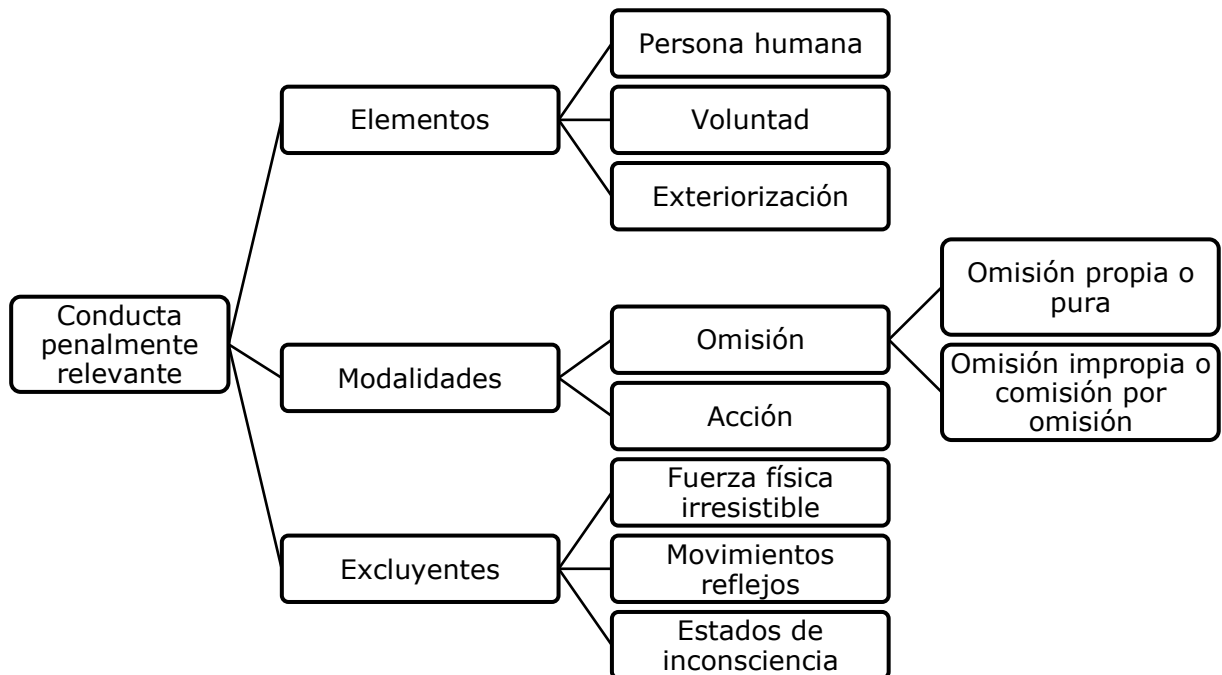 Persona humana
Elementos
Voluntad
Exteriorización
Conducta
penalmente
relevante
Modalidades
Omisión
Omisión propia o
pura
Omisión impropia o
comisión por
omisión
Acción
Excluyentes
Fuerza física
irresistible
Movimientos
reflejos
Estados de
inconsciencia